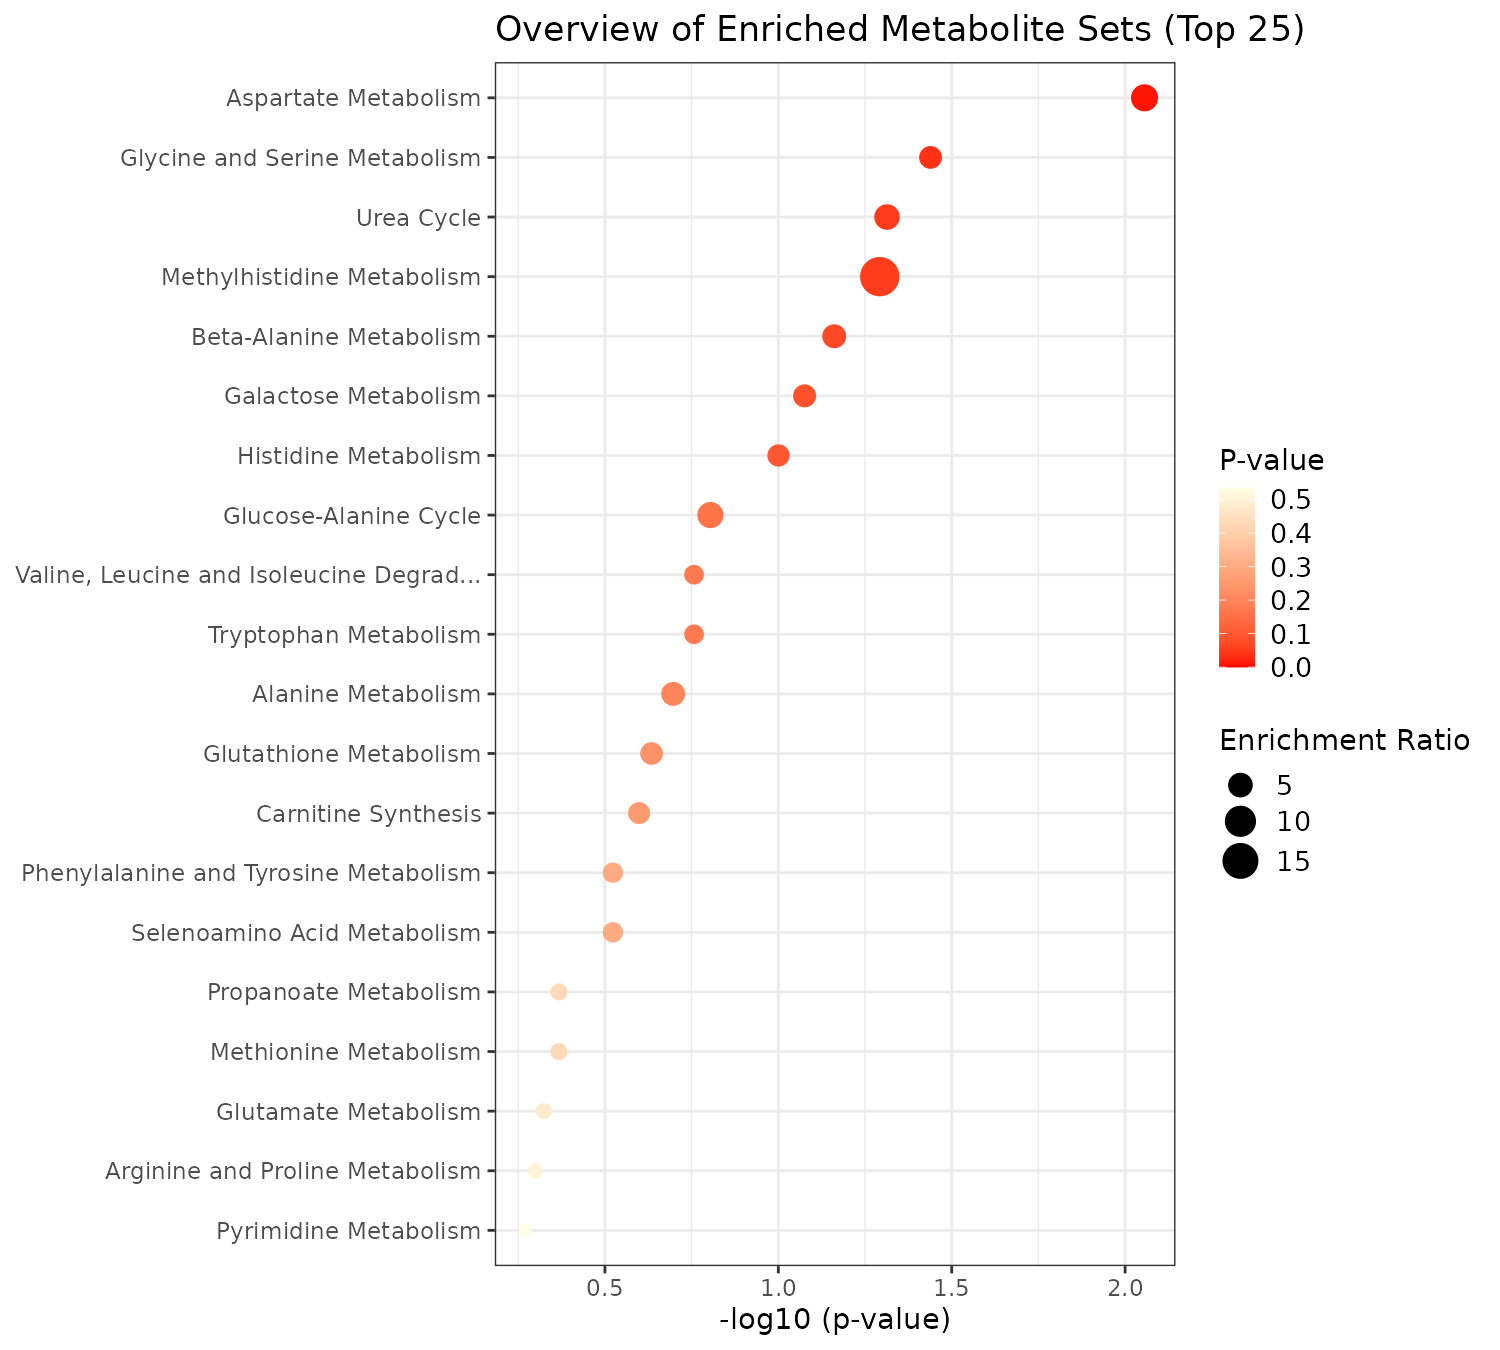 Overview of Enriched Metabolite Sets (Top 25)
Aspartate Metabolism
Glycine and Serine Metabolism
Urea Cycle
Methylhistidine Metabolism
Beta-Alanine Metabolism
Galactose Metabolism
Histidine Metabolism
Glucose-Alanine Cycle
Valine, Leucine and Isoleucine Degrad...
Tryptophan Metabolism
Alanine Metabolism
Glutathione Metabolism
Carnitine Synthesis
Phenylalanine and Tyrosine Metabolism
Selenoamino Acid Metabolism
Propanoate Metabolism
Methionine Metabolism
Glutamate Metabolism
Arginine and Proline Metabolism
Pyrimidine Metabolism
0.5 1.0 1.5 2.0
-log10 (p-value)
P-value
0.5
0.4
0.3
0.2
0.1
0.0
Enrichment Ratio
5
10
15